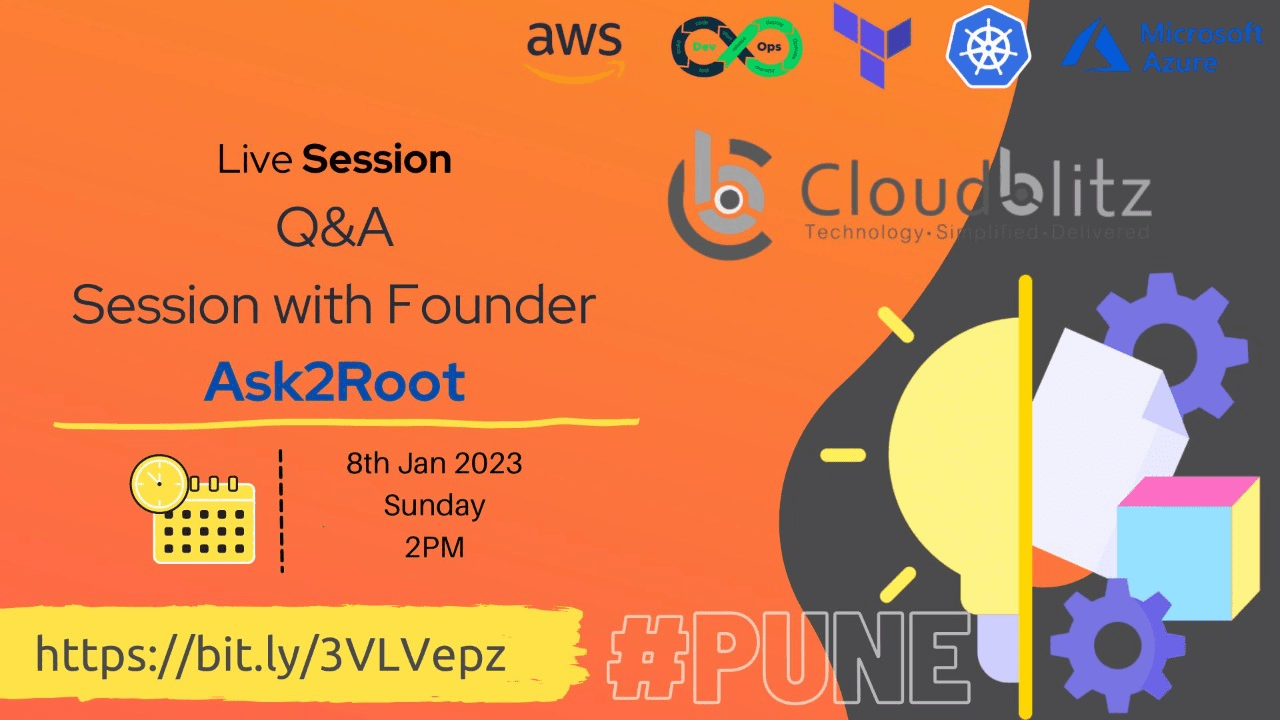 aws
Dev Ops
Microsoft
Azure
Cloudblitz
Technology·Simplified·Delivered
Live Session
Q&A
Session with Founder
Ask2Root
8th Jan 2023
Sunday
2PM
https://bit.ly/3VLVepz
#PUNE